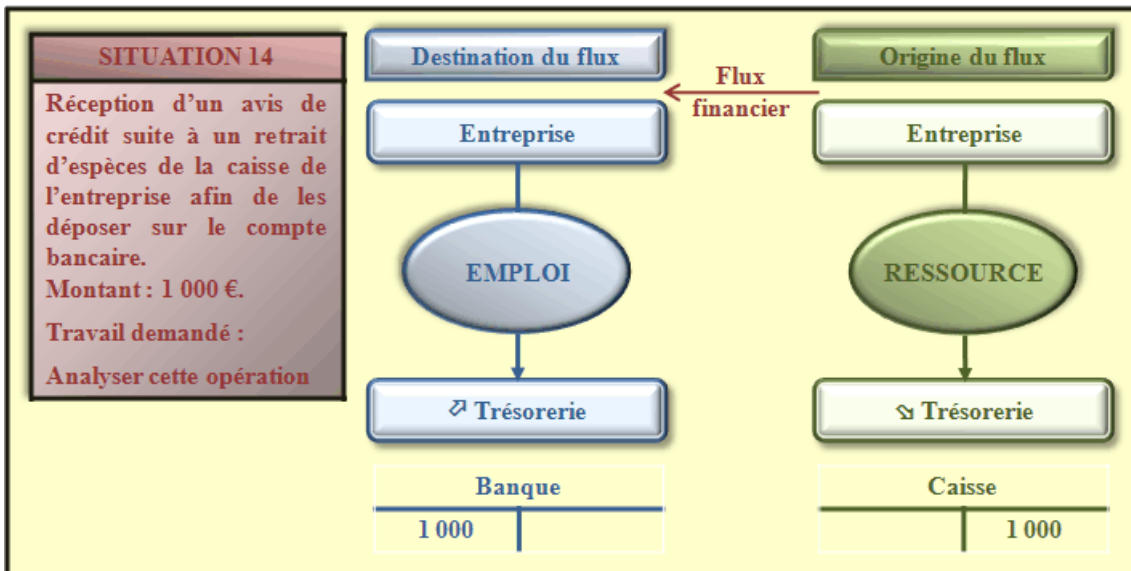 SITUATION 14
Réception d’un avis de
crédit suite à un retrait
d’espèces de la caisse de
l’entreprise afin de les
déposer sur le compte
bancaire.
Montant : 1 000 €.
Travail demandé :
Analyser cette opération
Destination du flux
Flux
financier
Origine du flux
Entreprise
Entreprise
EMPLOI
RESSOURCE
⬀ Trésorerie
⬂ Trésorerie
Banque
1 000
Caisse
1 000